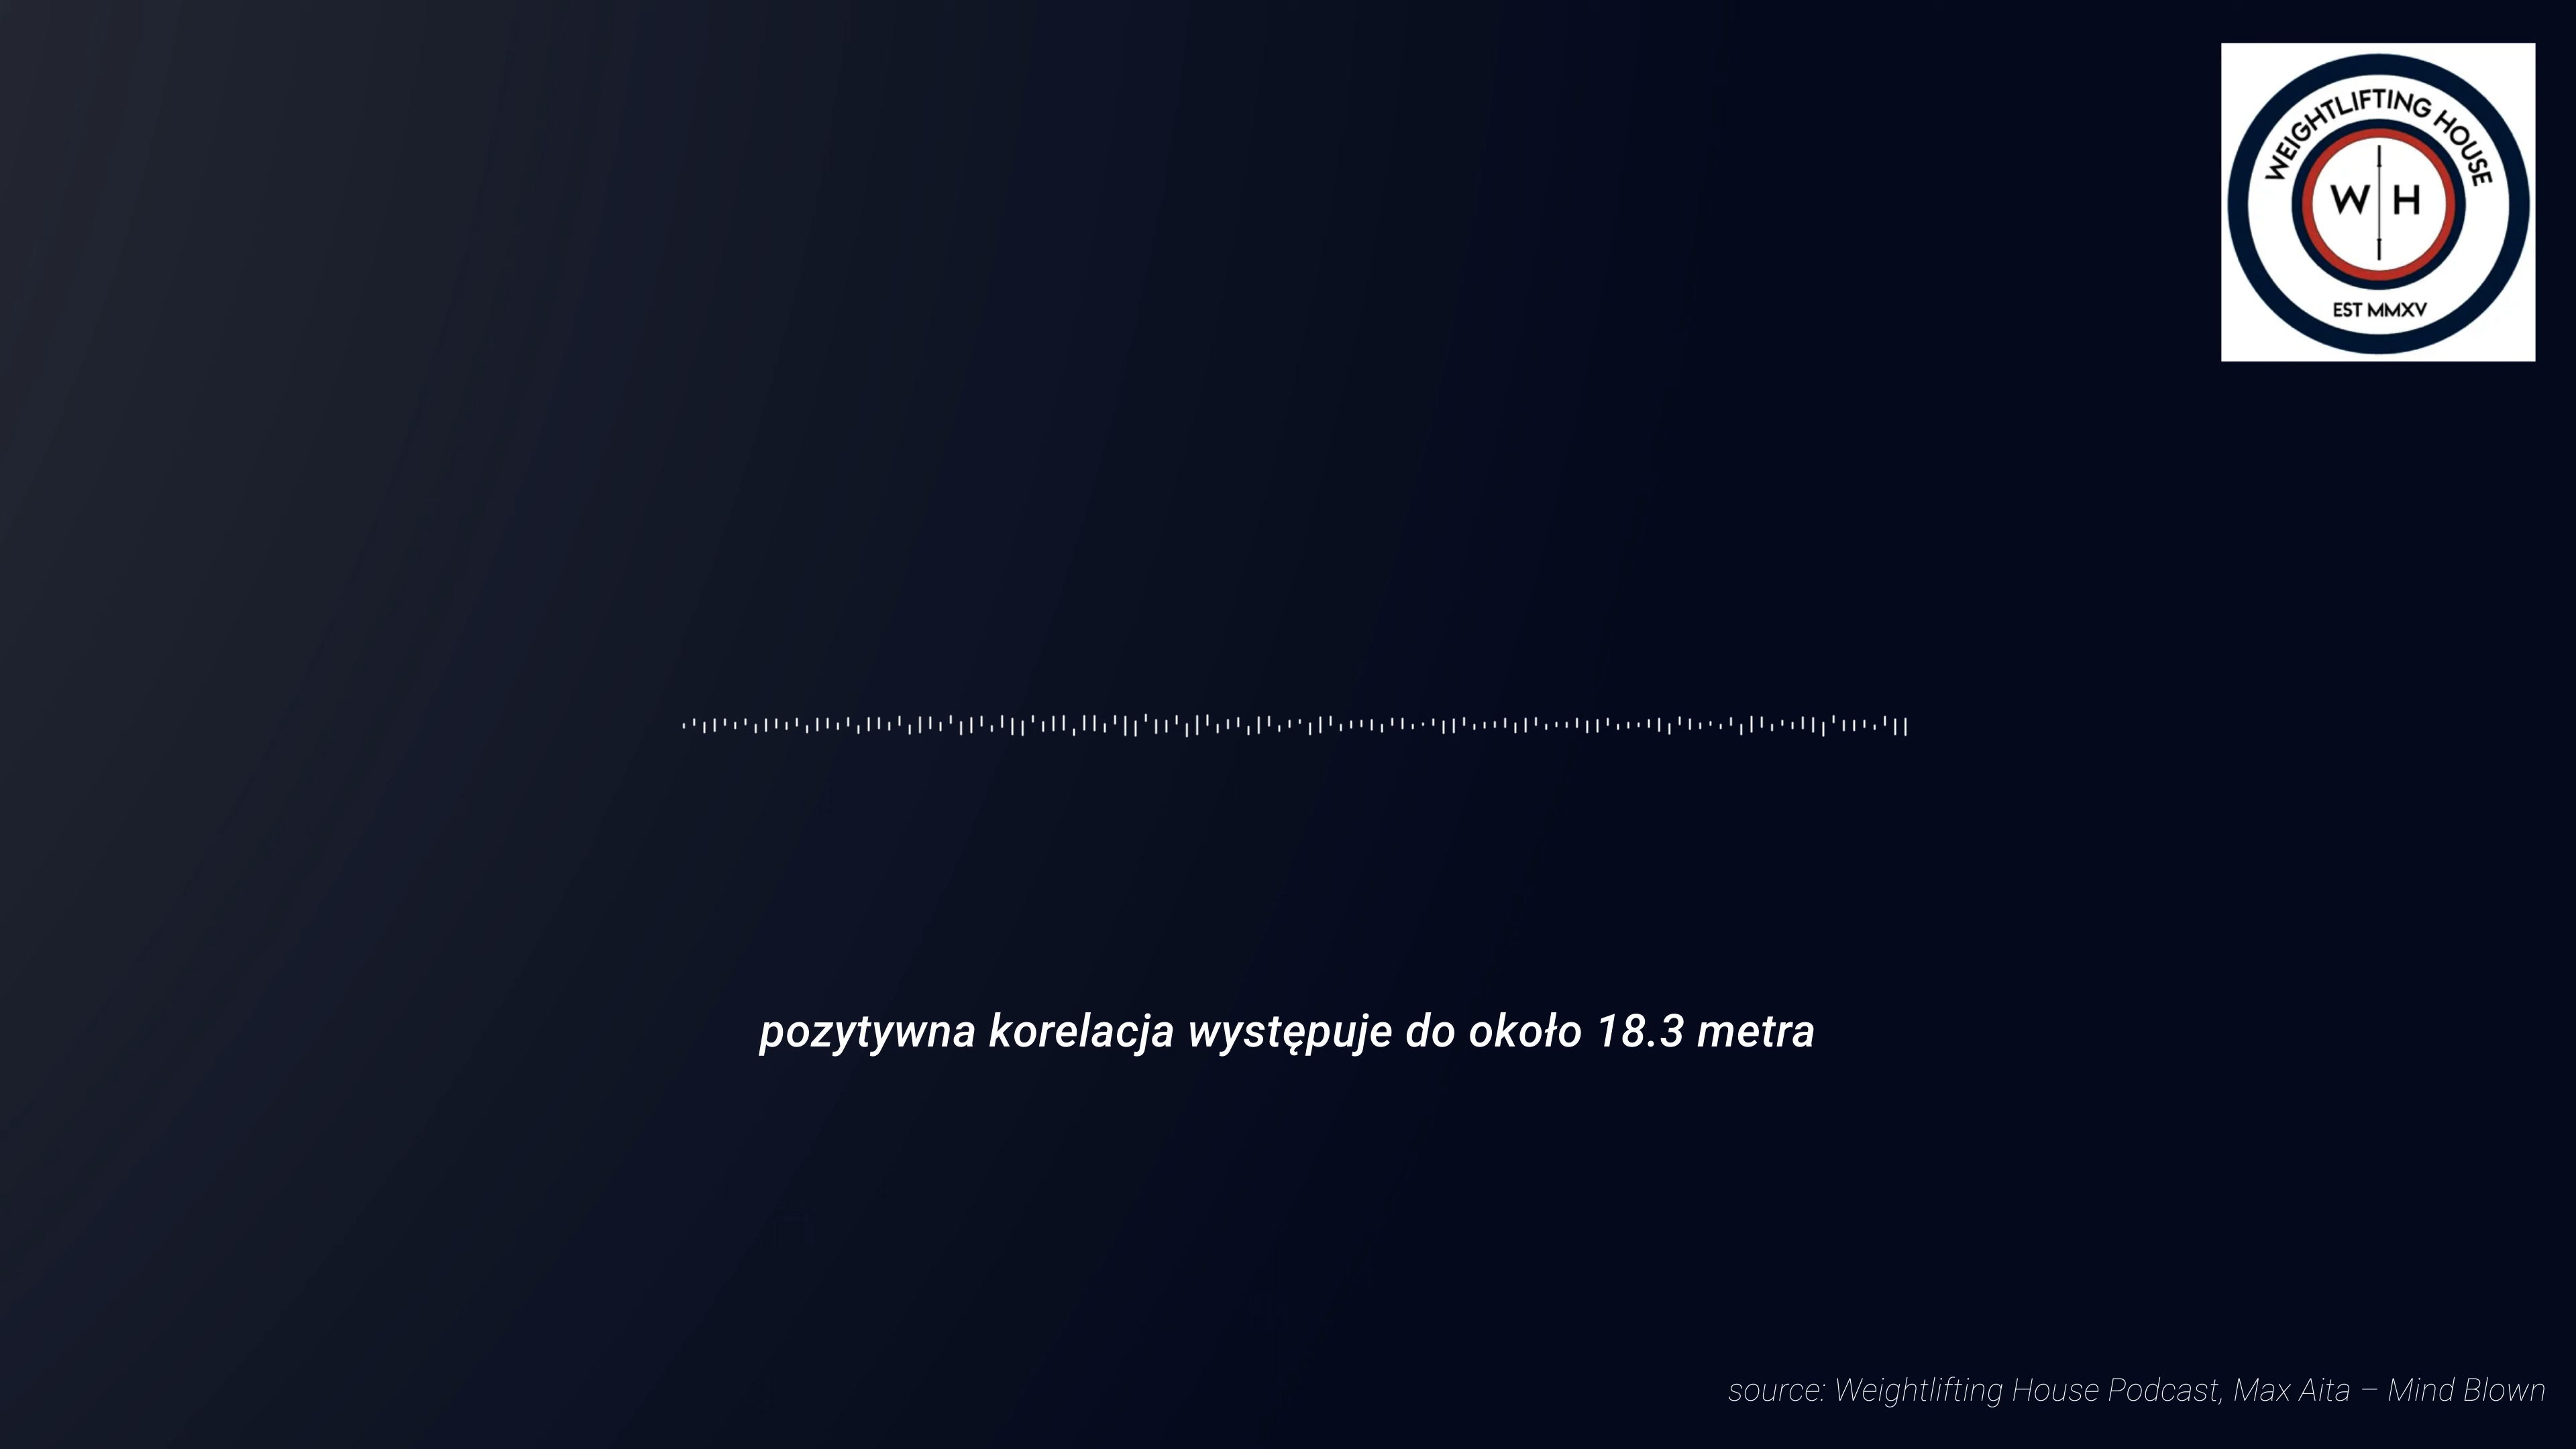 WEIGHTLIFTING HOUSE
W H
EST MMXV
pozytywna korelacja występuje do około 18.3 metra
source: Weightlifting House Podcast, Max Aita – Mind Blown